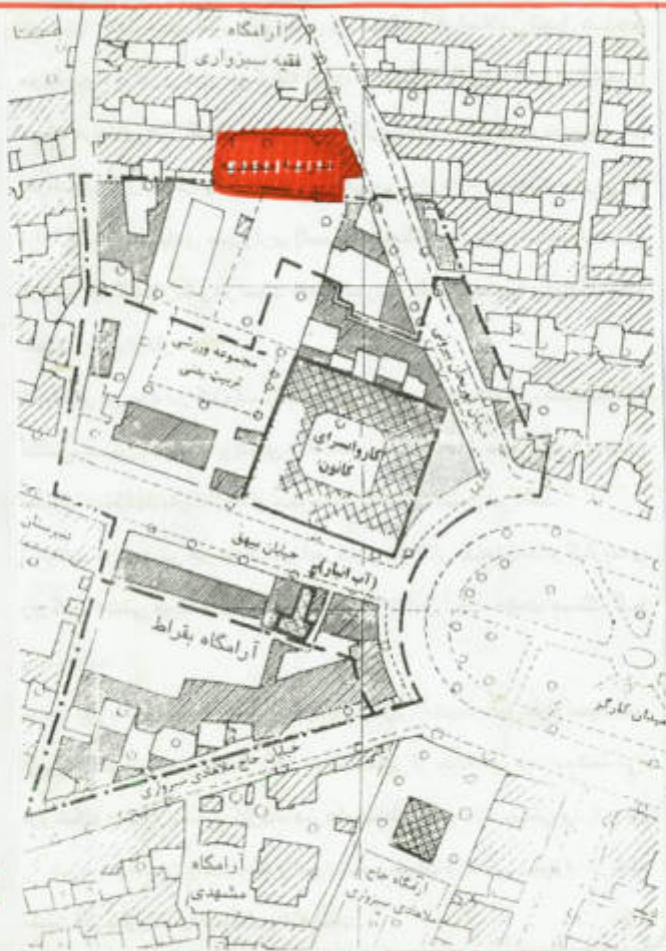 آرامگاه
فقیه سبزواری
مجموعه ورزشی
تربیت بدنی
کاروانسرای
کانون
خیابان بیهق
(آب انبار)
آرامگاه بقراط
میدان کارگر
خیابان حاج ملاهادی سبزواری
آرامگاه
مشهدی
آرامگاه حاج
ملاهادی سبزواری